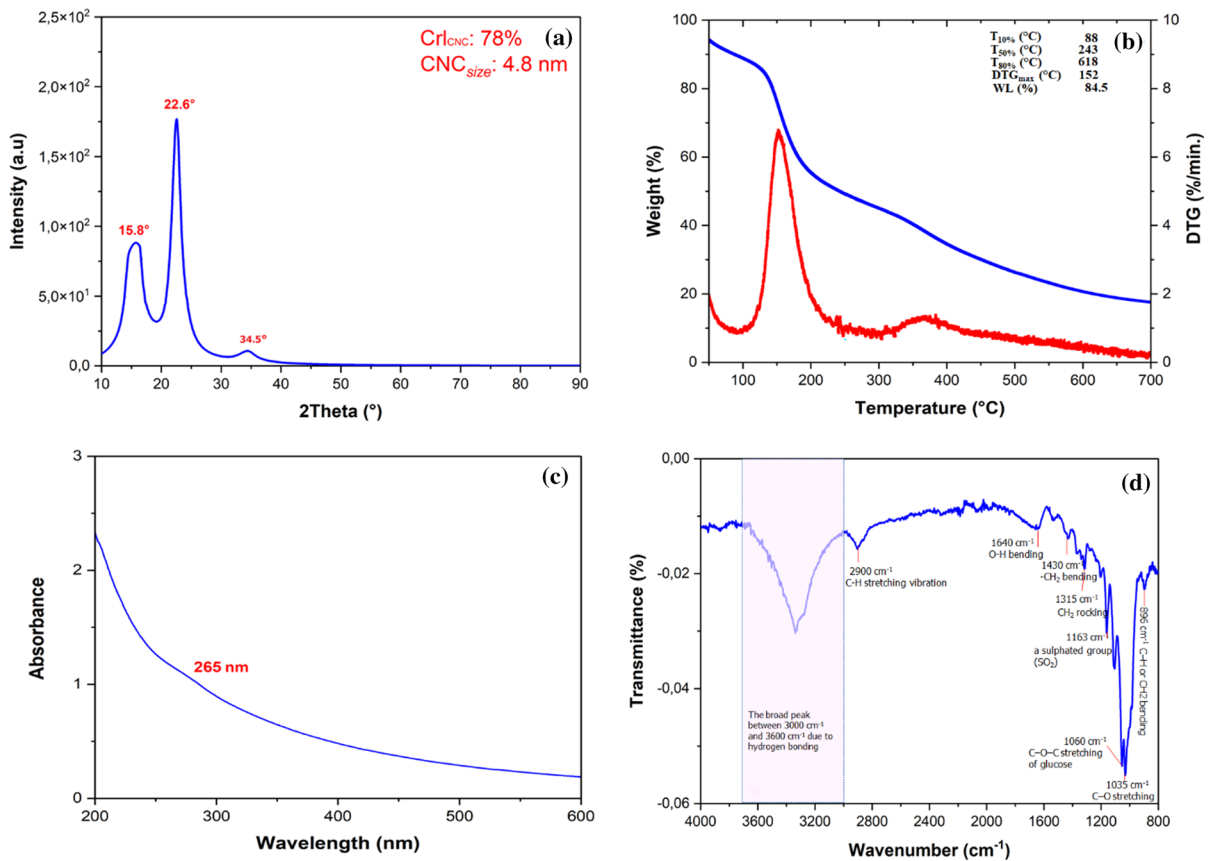 (a)
CrI_CNC: 78%
CNC_size: 4.8 nm
2,5×10²
2,0×10²
1,5×10²
1,0×10²
5,0×10¹
0,0
Intensity (a.u)
15.8°
22.6°
34.5°
10 20 30 40 50 60 70 80 90
2Theta (°)
(b)
T10% (°C) 88
T50% (°C) 243
T80% (°C) 618
DTGmax (°C) 152
WL (%) 84.5
100
80
60
40
20
0
Weight (%)
10
8
6
4
2
0
DTG (%/min.)
100 200 300 400 500 600 700
Temperature (°C)
(c)
3
2
1
0
Absorbance
265 nm
200 300 400 500 600
Wavelength (nm)
(d)
0,00
-0,02
-0,04
-0,06
Transmittance (%)
The broad peak
between 3000 cm⁻¹
and 3600 cm⁻¹ due to
hydrogen bonding
2900 cm⁻¹
C-H stretching vibration
1640 cm⁻¹
O-H bending
1430 cm⁻¹
-CH₂ bending
1315 cm⁻¹
CH₂ rocking
1163 cm⁻¹
a sulphated group
(SO₂)
1060 cm⁻¹
C−O−C stretching
of glucose
1035 cm⁻¹
C−O stretching
896 cm⁻¹ C−H or CH2 bending
4000 3600 3200 2800 2400 2000 1600 1200 800
Wavenumber (cm⁻¹)